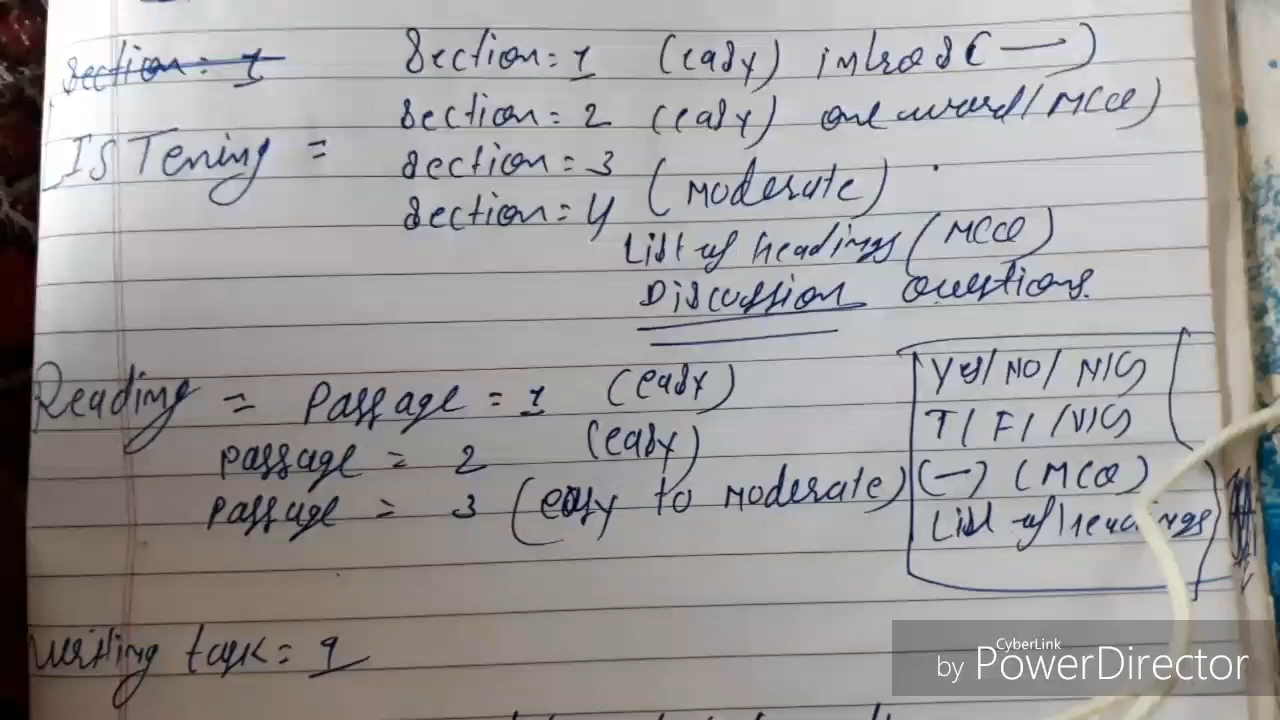 Section: 1
Section = 1 (easy) intro & (—)
Section = 2 (easy) one word/MCQ)
ISTening =
Section = 3
Section = 4 (Moderate)
List of headings (MCQ)
Discussion questions.
Reading = Passage = 1 (easy)
Passage = 2 (easy)
Passage = 3 (easy to moderate)
Yes/NO/NG
T/F/NG
(—) (MCQ)
List of headings
Writing task = 1
CyberLink
by PowerDirector